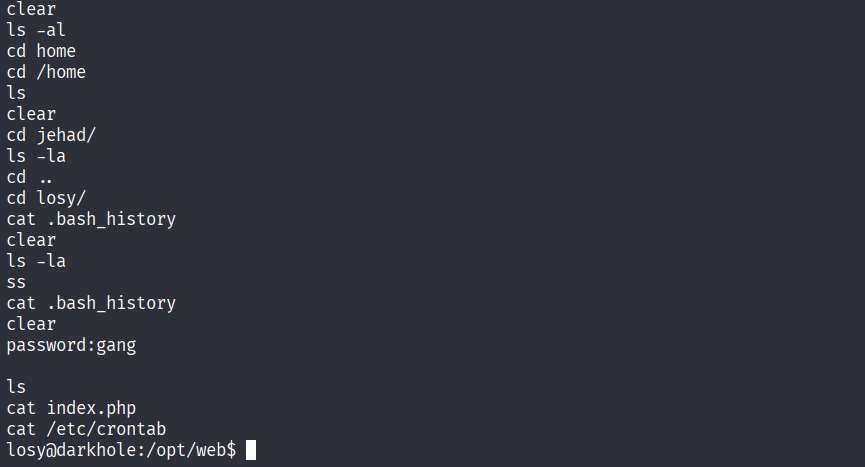 clear
ls -al
cd home
cd /home
ls
clear
cd jehad/
ls -la
cd ..
cd losy/
cat .bash_history
clear
ls -la
ss
cat .bash_history
clear
password:gang
ls
cat index.php
cat /etc/crontab
losy@darkhole:/opt/web$